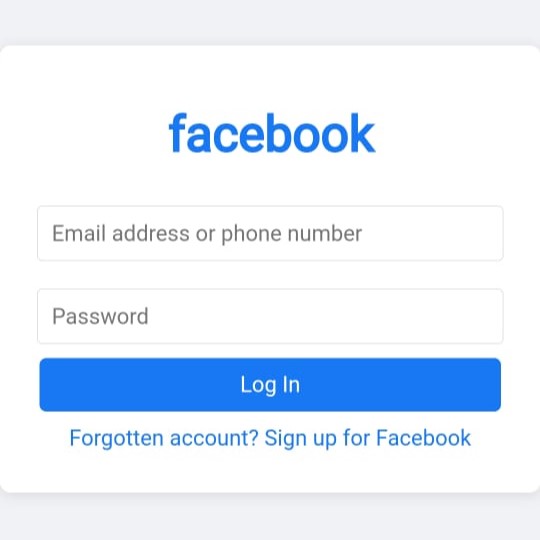 facebook
Email address or phone number
Password
Log In
Forgotten account? Sign up for Facebook